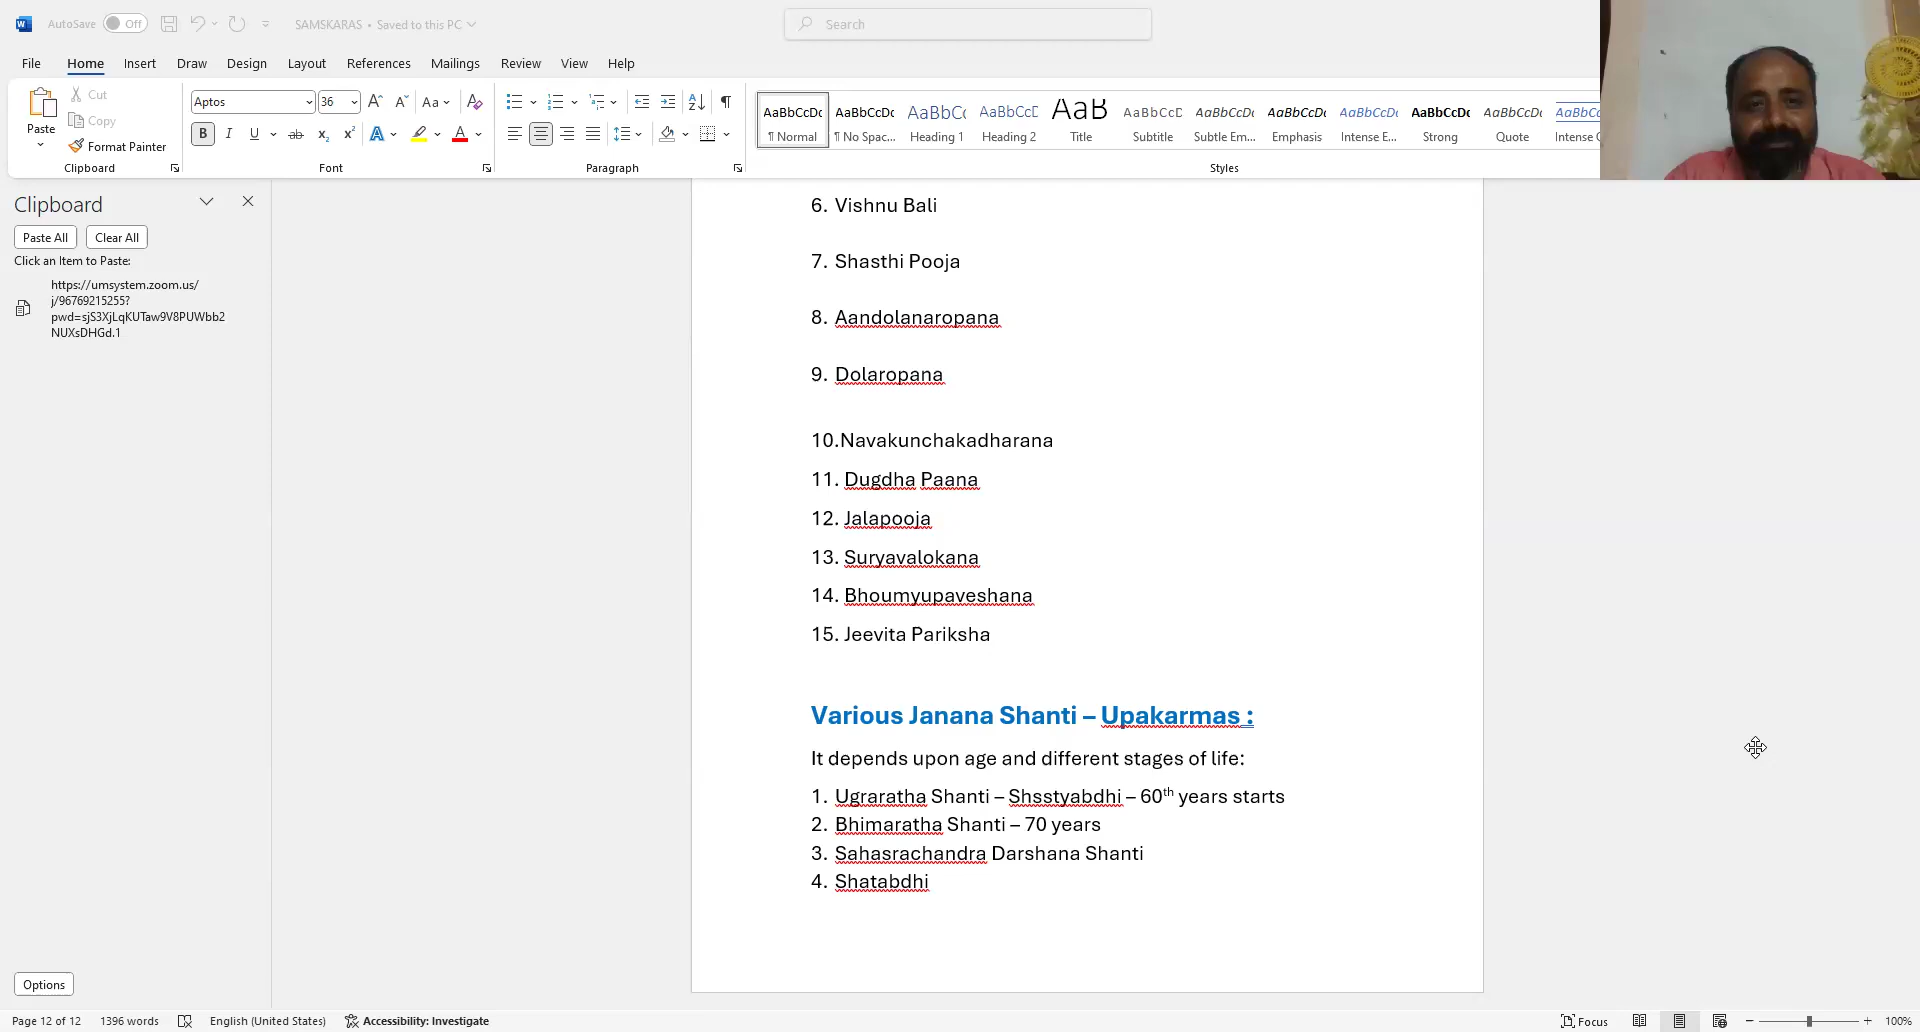 AutoSave Off SAMSKARAS • Saved to this PC Search
File Home Insert Draw Design Layout References Mailings Review View Help
Paste Cut Copy Format Painter
Aptos 36 Aa
AaBbCcDc AaBbCcDc AaBbCc AaBbCcD AaB AaBbCcD AaBbCcDc AaBbCcDc AaBbCcDc AaBbCcDc AaBbCcDc AaBbCc
¶ Normal ¶ No Spac... Heading 1 Heading 2 Title Subtitle Subtle Em... Emphasis Intense E... Strong Quote Intense
Clipboard Font Paragraph Styles
Clipboard
Paste All Clear All
Click an Item to Paste:
https://umsystem.zoom.us/
j/96769215255?
pwd=sjS3XjLqKUTaw9V8PUWbb2
NUXsDHGd.1
Options
6. Vishnu Bali
7. Shasthi Pooja
8. Aandolanaropana
9. Dolaropana
10.Navakunchakadharana
11. Dugdha Paana
12. Jalapooja
13. Suryavalokana
14. Bhoumyupaveshana
15. Jeevita Pariksha
Various Janana Shanti – Upakarmas :
It depends upon age and different stages of life:
1. Ugraratha Shanti – Shsstyabdhi – 60th years starts
2. Bhimaratha Shanti – 70 years
3. Sahasrachandra Darshana Shanti
4. Shatabdhi
Page 12 of 12 1396 words English (United States) Accessibility: Investigate Focus 100%